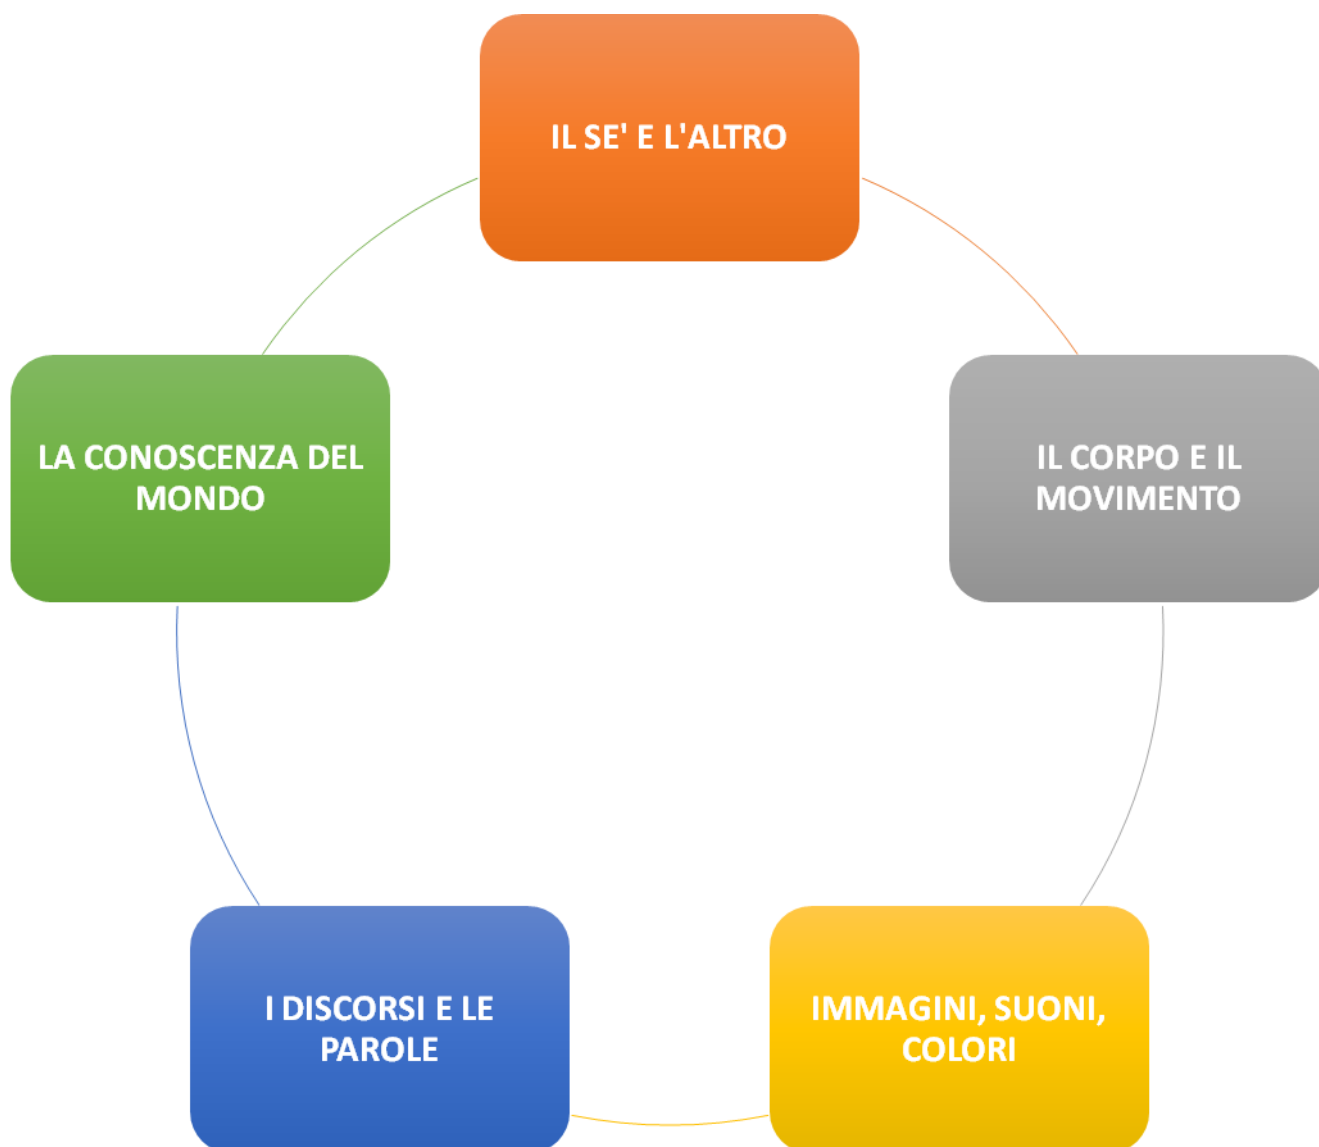 IL SE' E L'ALTRO
IL CORPO E IL
MOVIMENTO
IMMAGINI, SUONI,
COLORI
I DISCORSI E LE
PAROLE
LA CONOSCENZA DEL
MONDO